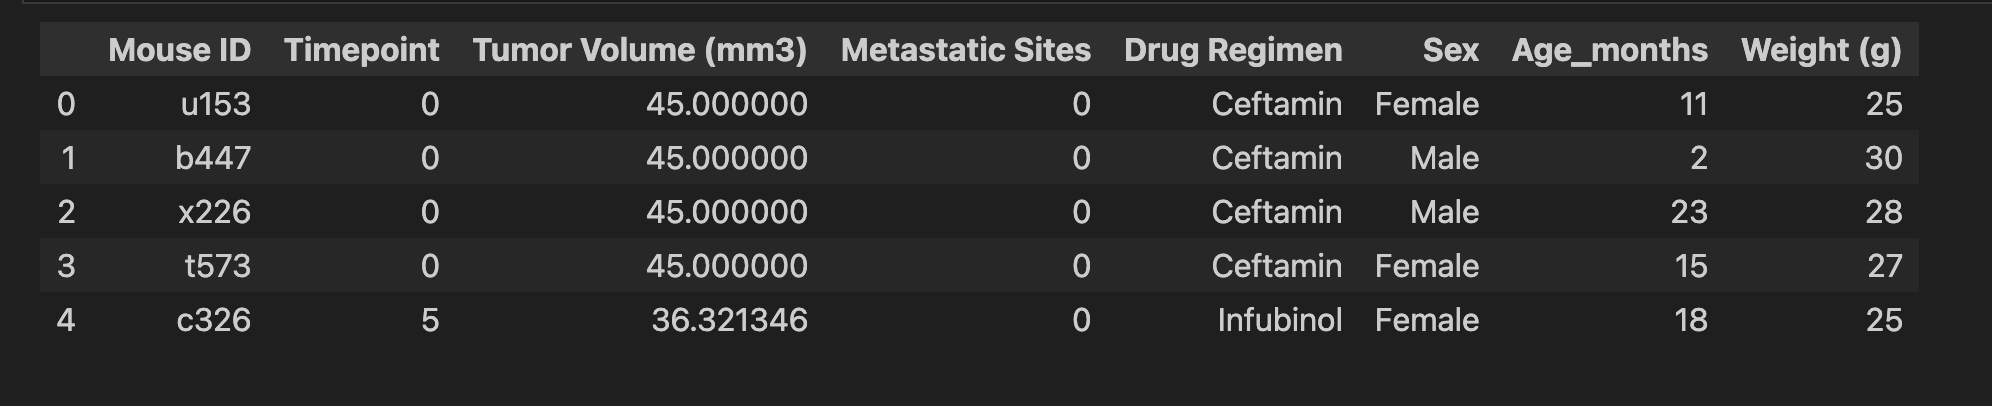 Mouse ID Timepoint Tumor Volume (mm3) Metastatic Sites Drug Regimen Sex Age_months Weight (g)
0 u153 0 45.000000 0 Ceftamin Female 11 25
1 b447 0 45.000000 0 Ceftamin Male 2 30
2 x226 0 45.000000 0 Ceftamin Male 23 28
3 t573 0 45.000000 0 Ceftamin Female 15 27
4 c326 5 36.321346 0 Infubinol Female 18 25